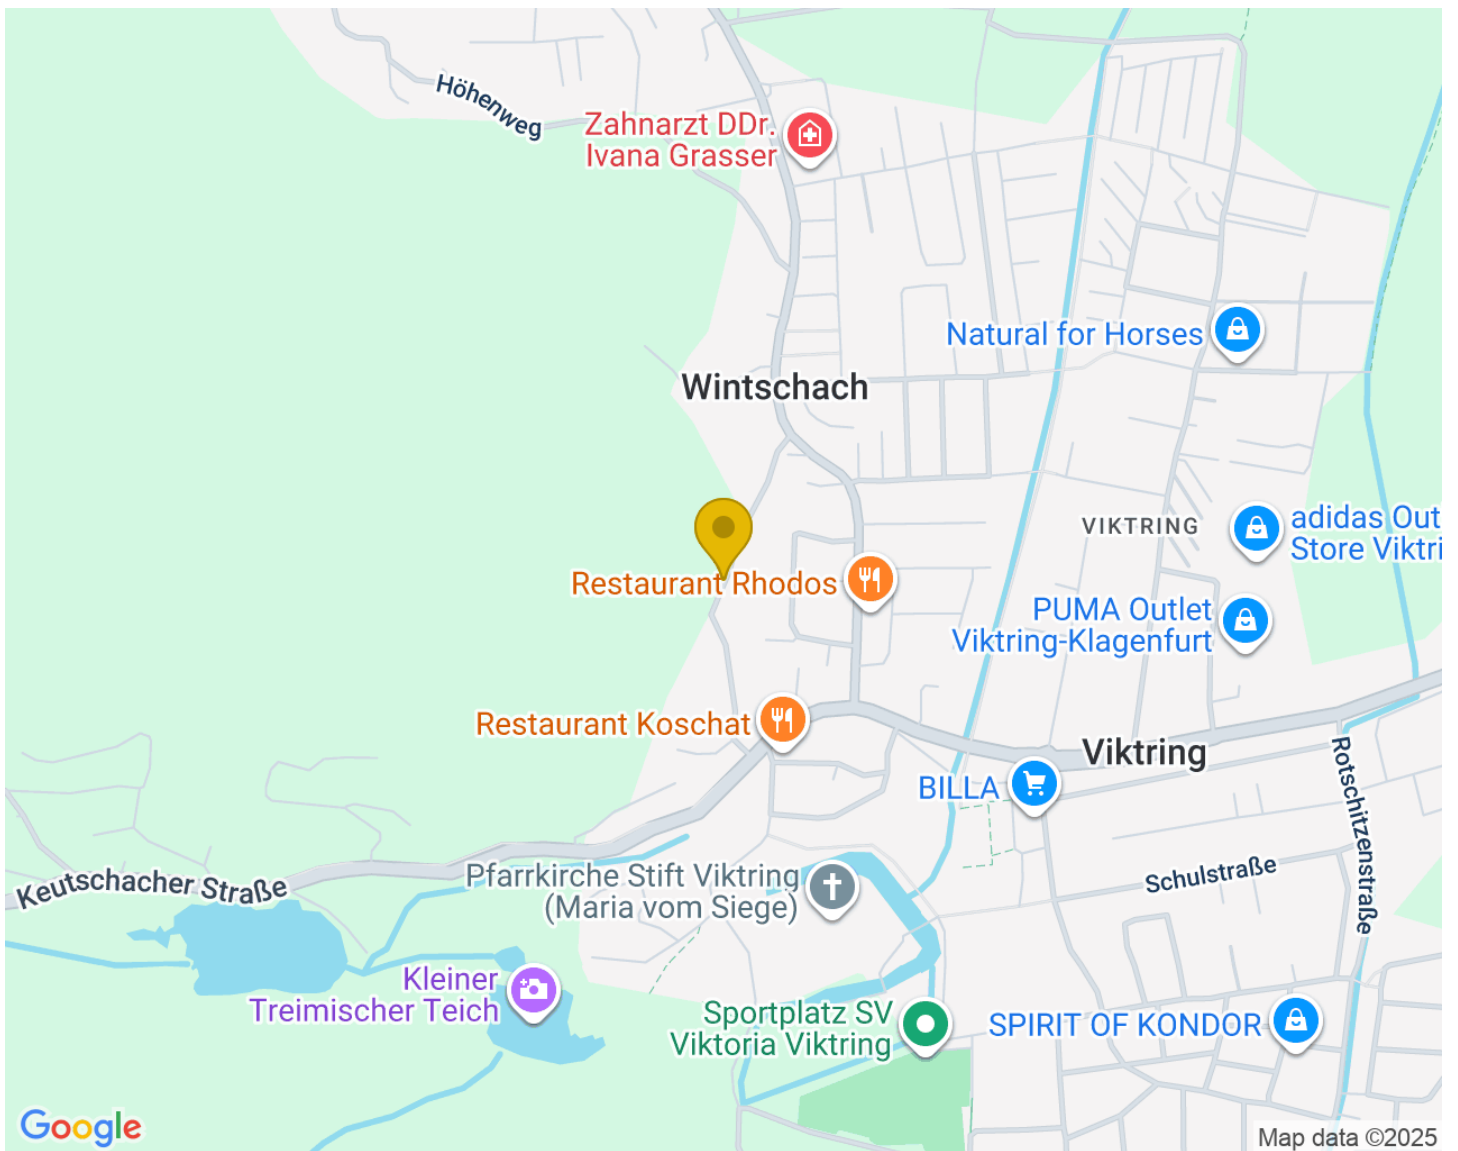 Höhenweg
Zahnarzt DDr.
Ivana Grasser
Natural for Horses
Wintschach
VIKTRING
adidas Out
Store Viktri
Restaurant Rhodos
PUMA Outlet
Viktring-Klagenfurt
Restaurant Koschat
Viktring
BILLA
Rotschitzenstraße
Keutschacher Straße
Pfarrkirche Stift Viktring
(Maria vom Siege)
Schulstraße
Kleiner
Treimischer Teich
Sportplatz SV
Viktoria Viktring
SPIRIT OF KONDOR
Google
Map data ©2025